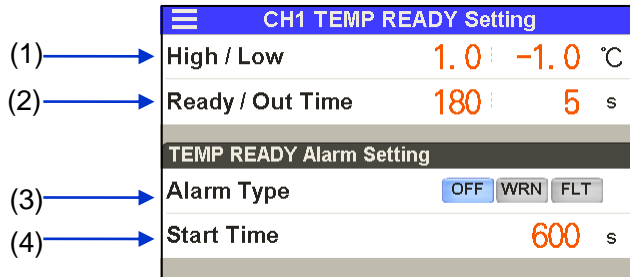 CH1 TEMP READY Setting
(1) High / Low 1.0 -1.0 ℃
(2) Ready / Out Time 180 5 s
TEMP READY Alarm Setting
(3) Alarm Type OFF WRN FLT
(4) Start Time 600 s